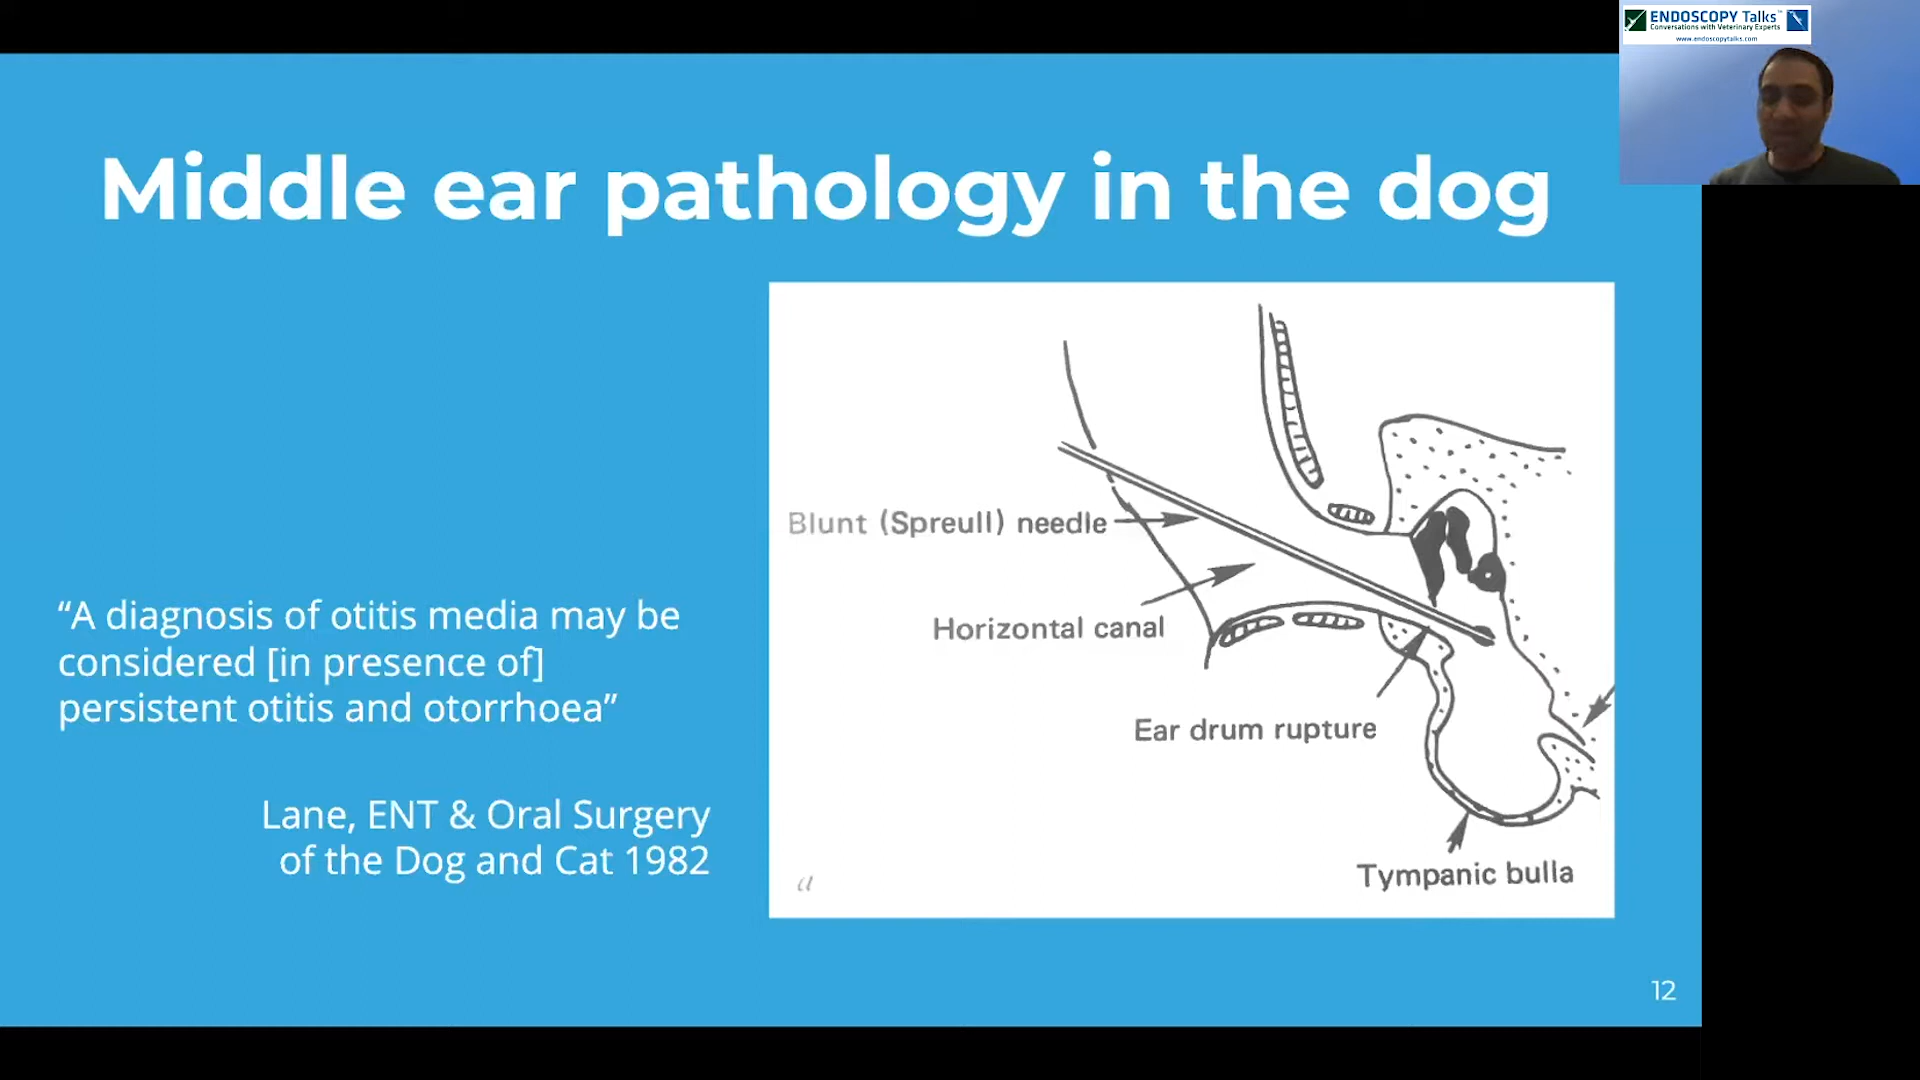 ENDOSCOPY Talks™
Conversations with Veterinary Experts
www.endoscopytalks.com
Middle ear pathology in the dog
“A diagnosis of otitis media may be
considered [in presence of]
persistent otitis and otorrhoea”
Lane, ENT & Oral Surgery
of the Dog and Cat 1982
Blunt (Spreull) needle
Horizontal canal
Ear drum rupture
Tympanic bulla
a
12